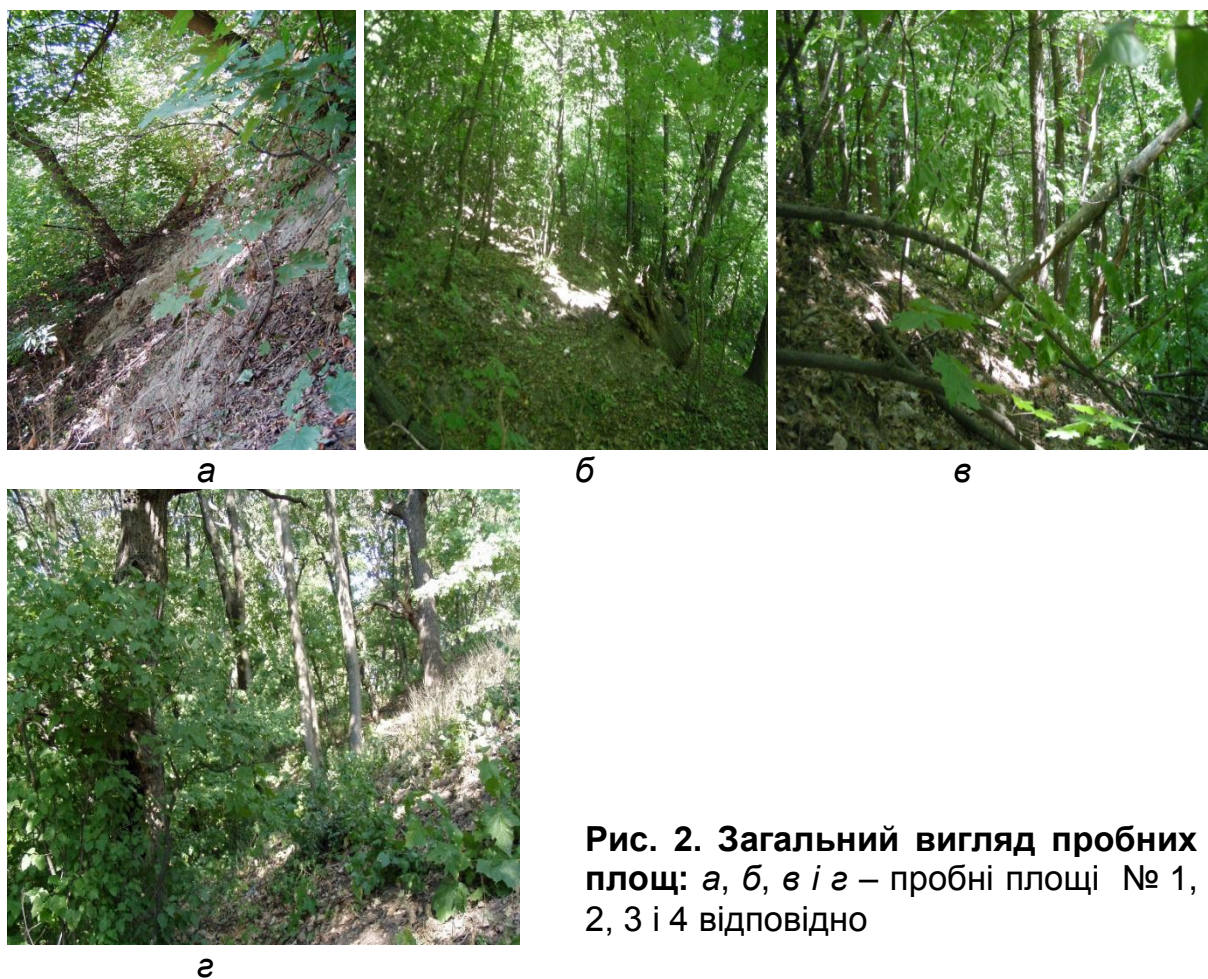 а
б
в
г
Рис. 2. Загальний вигляд пробних
площ: а, б, в і г – пробні площі № 1,
2, 3 і 4 відповідно